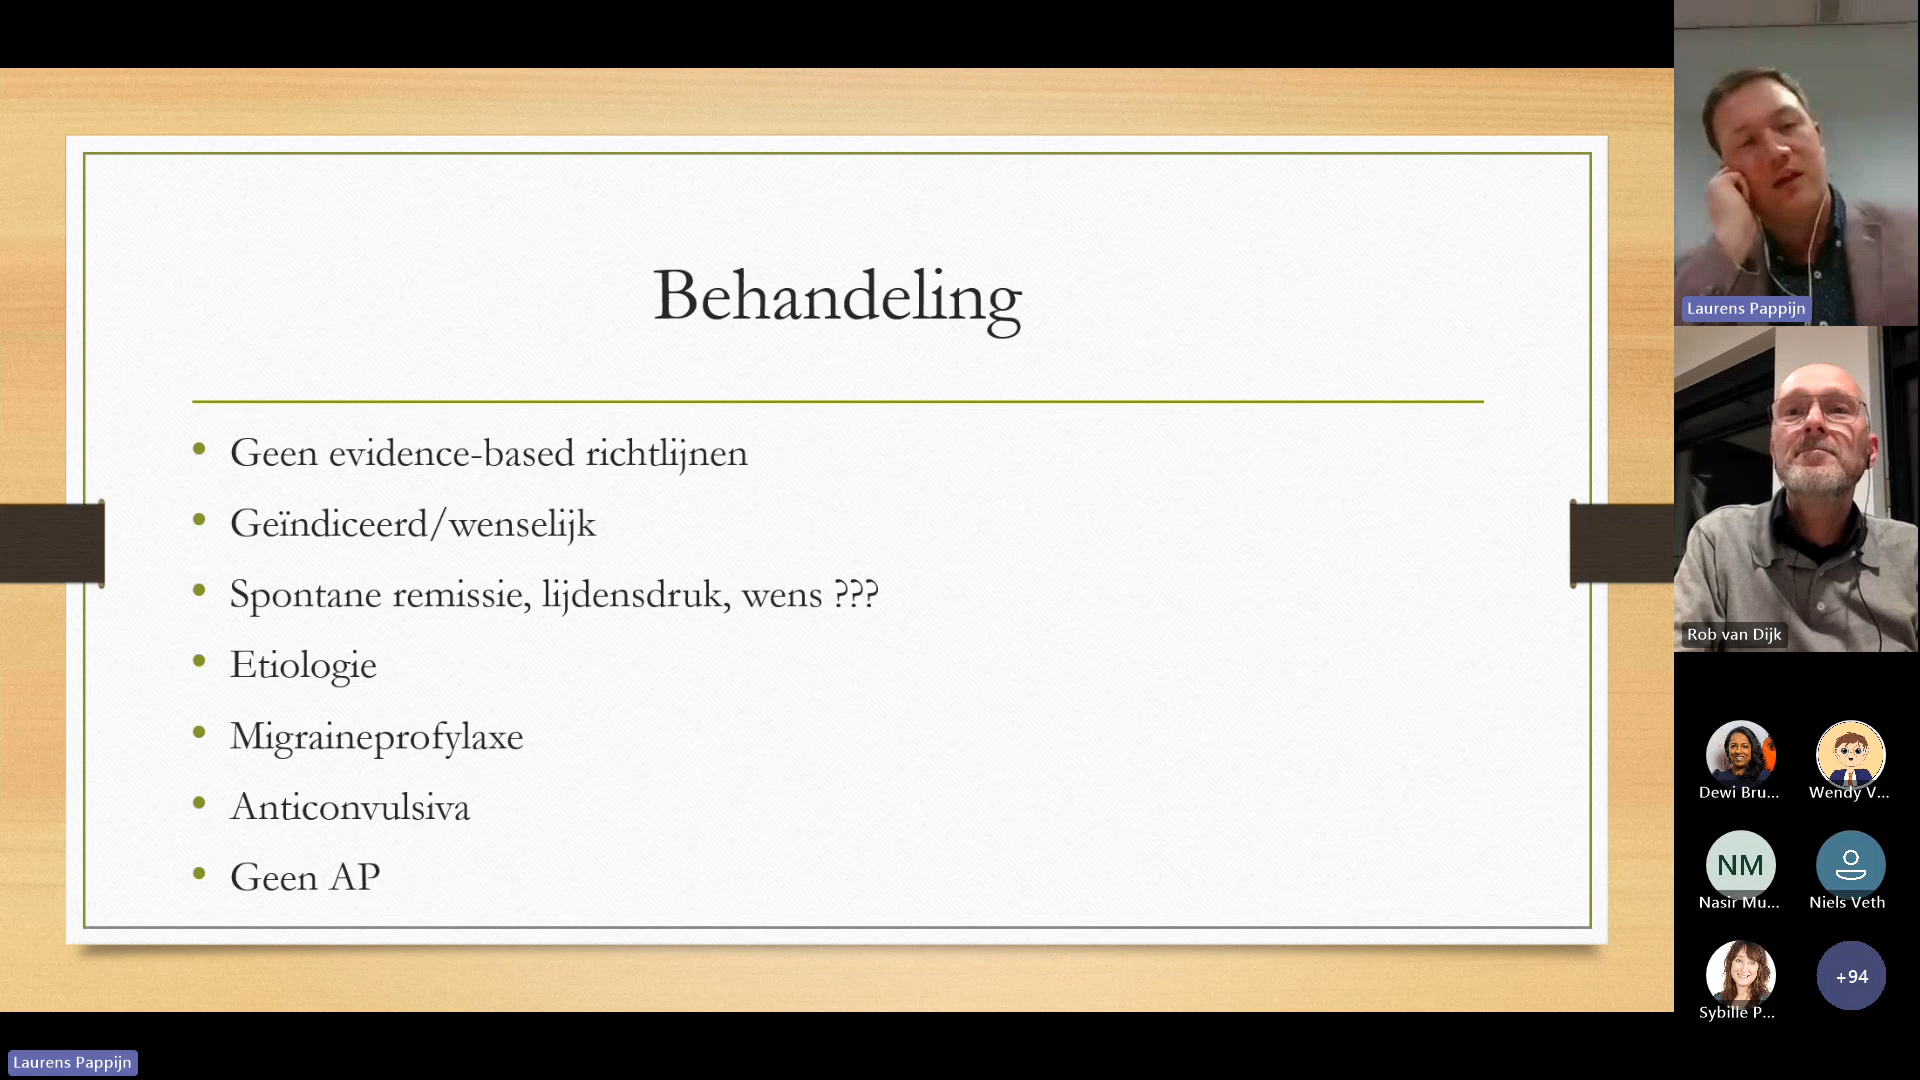 Behandeling
Geen evidence-based richtlijnen
Geïndiceerd/wenselijk
Spontane remissie, lijdensdruk, wens ???
Etiologie
Migraineprofylaxe
Anticonvulsiva
Geen AP
Laurens Pappijn
Rob van Dijk
Dewi Bru...
Wendy V...
NM
Nasir Mu...
Niels Veth
Sybille P...
+94
Laurens Pappijn